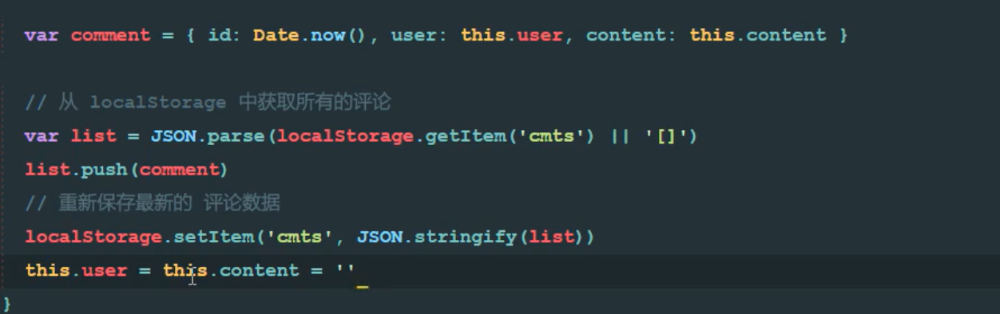 var comment = { id: Date.now(), user: this.user, content: this.content }
// 从 localStorage 中获取所有的评论
var list = JSON.parse(localStorage.getItem('cmts') || '[]')
list.push(comment)
// 重新保存最新的 评论数据
localStorage.setItem('cmts', JSON.stringify(list))
this.user = this.content = ''
}